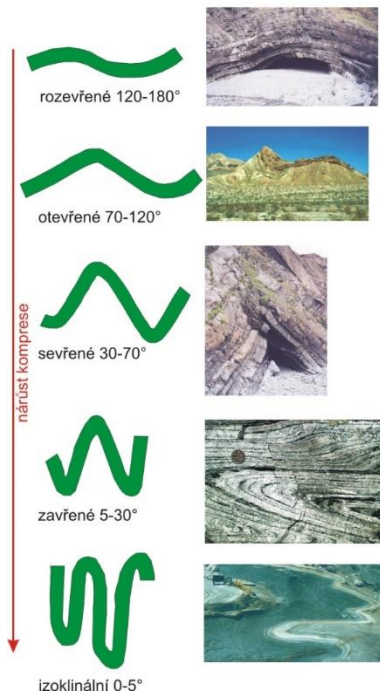 rozevřené 120-180°
otevřené 70-120°
sevřené 30-70°
zavřené 5-30°
izoklinální 0-5°
nárůst komprese